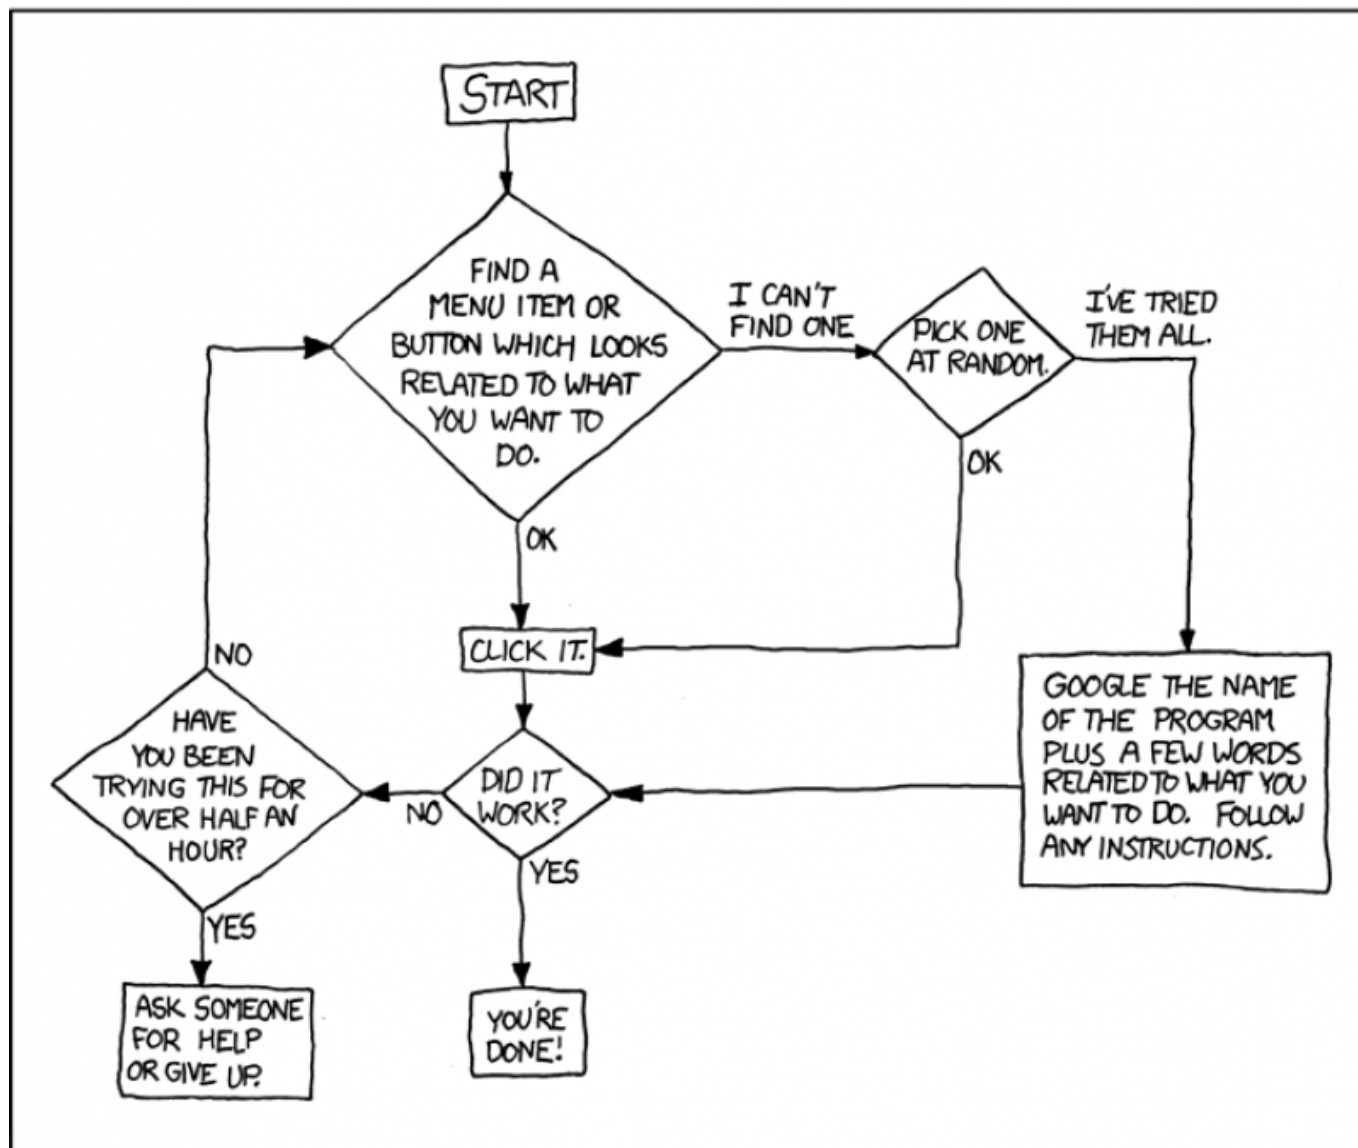 START
FIND A
MENU ITEM OR
BUTTON WHICH LOOKS
RELATED TO WHAT
YOU WANT TO
DO.
I CAN'T
FIND ONE
PICK ONE
AT RANDOM.
I'VE TRIED
THEM ALL.
OK
OK
CLICK IT.
NO
HAVE
YOU BEEN
TRYING THIS FOR
OVER HALF AN
HOUR?
NO
DID IT
WORK?
GOOGLE THE NAME
OF THE PROGRAM
PLUS A FEW WORDS
RELATED TO WHAT YOU
WANT TO DO. FOLLOW
ANY INSTRUCTIONS.
YES
YES
ASK SOMEONE
FOR HELP
OR GIVE UP.
YOU'RE
DONE!